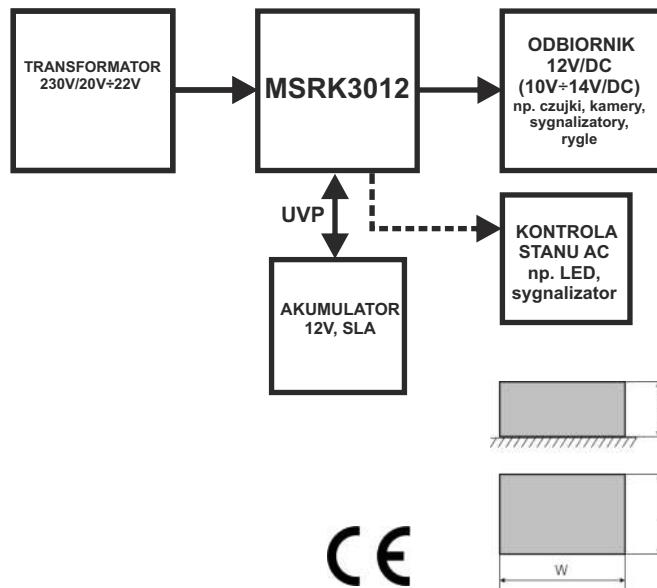 TRANSFORMATOR
230V/20V÷22V
MSRK3012
ODBIORNIK
12V/DC
(10V÷14V/DC)
np. czujki, kamery,
sygnalizatory,
rygle
UVP
KONTROLA
STANU AC
np. LED,
sygnalizator
AKUMULATOR
12V, SLA
CE
W